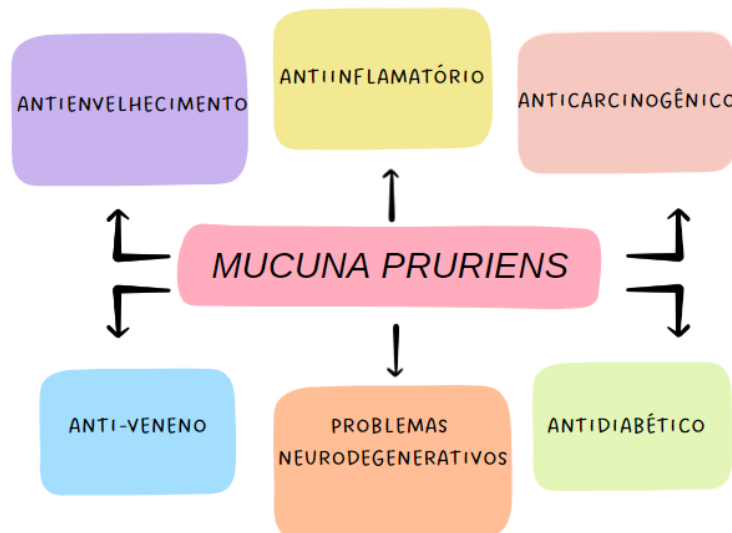 ANTIENVELHECIMENTO
ANTIINFLAMATÓRIO
ANTICARCINOGÊNICO
MUCUNA PRURIENS
ANTI-VENENO
PROBLEMAS
NEURODEGENERATIVOS
ANTIDIABÉTICO